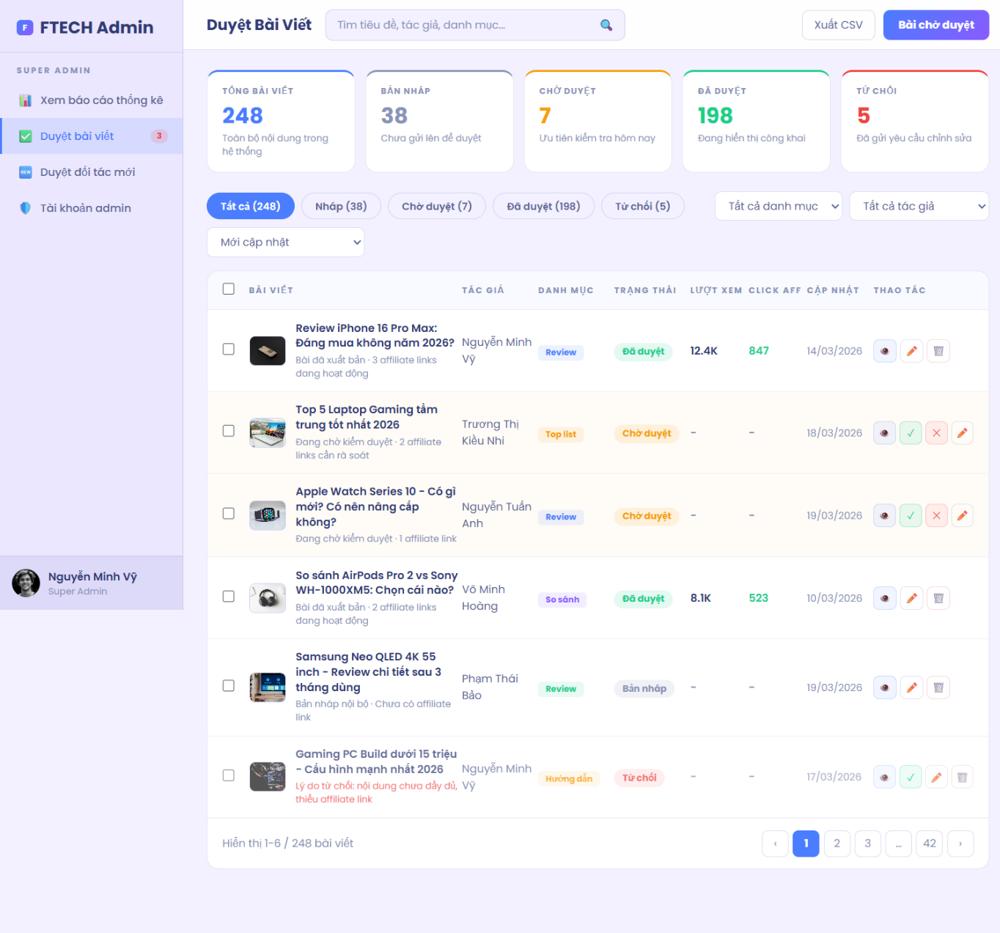 F FTECH Admin
SUPER ADMIN
Xem báo cáo thống kê
Duyệt bài viết 3
NEW Duyệt đối tác mới
Tài khoản admin
Nguyễn Minh Vỹ
Super Admin
Duyệt Bài Viết
Tìm tiêu đề, tác giả, danh mục...
Xuất CSV
Bài chờ duyệt
TỔNG BÀI VIẾT
248
Toàn bộ nội dung trong
hệ thống
BẢN NHÁP
38
Chưa gửi lên để duyệt
CHỜ DUYỆT
7
Ưu tiên kiểm tra hôm nay
ĐÃ DUYỆT
198
Đang hiển thị công khai
TỪ CHỐI
5
Đã gửi yêu cầu chỉnh sửa
Tất cả (248)
Nháp (38)
Chờ duyệt (7)
Đã duyệt (198)
Từ chối (5)
Tất cả danh mục
Tất cả tác giả
Mới cập nhật
BÀI VIẾT TÁC GIẢ DANH MỤC TRẠNG THÁI LƯỢT XEM CLICK AFF CẬP NHẬT THAO TÁC
Review iPhone 16 Pro Max:
Đáng mua không năm 2026?
Bài đã xuất bản · 3 affiliate links
đang hoạt động
Nguyễn Minh
Vỹ
Review
Đã duyệt
12.4K
847
14/03/2026
Top 5 Laptop Gaming tầm
trung tốt nhất 2026
Đang chờ kiểm duyệt · 2 affiliate
links cần rà soát
Trương Thị
Kiều Nhi
Top list
Chờ duyệt
-
-
18/03/2026
✓
✕
Apple Watch Series 10 - Có gì
mới? Có nên nâng cấp
không?
Đang chờ kiểm duyệt · 1 affiliate link
Nguyễn Tuấn
Anh
Review
Chờ duyệt
-
-
19/03/2026
✓
✕
So sánh AirPods Pro 2 vs Sony
WH-1000XM5: Chọn cái nào?
Bài đã xuất bản · 2 affiliate links
đang hoạt động
Võ Minh
Hoàng
So sánh
Đã duyệt
8.1K
523
10/03/2026
Samsung Neo QLED 4K 55
inch - Review chi tiết sau 3
tháng dùng
Bản nháp nội bộ · Chưa có affiliate
link
Phạm Thái
Bảo
Review
Bản nháp
-
-
19/03/2026
Gaming PC Build dưới 15 triệu
- Cấu hình mạnh nhất 2026
Lý do từ chối: nội dung chưa đầy đủ,
thiếu affiliate link
Nguyễn Minh
Vỹ
Hướng dẫn
Từ chối
-
-
17/03/2026
✓
Hiển thị 1-6 / 248 bài viết
‹ 1 2 3 ... 42 ›